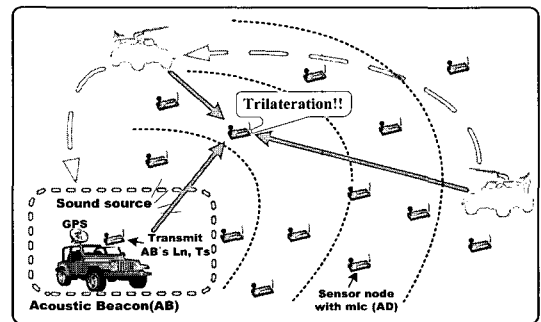 Trilateration!!
Sound source
GPS
Transmit
AB's Ln, Ts
Acoustic Beacon(AB)
Sensor node
with mic (AD)